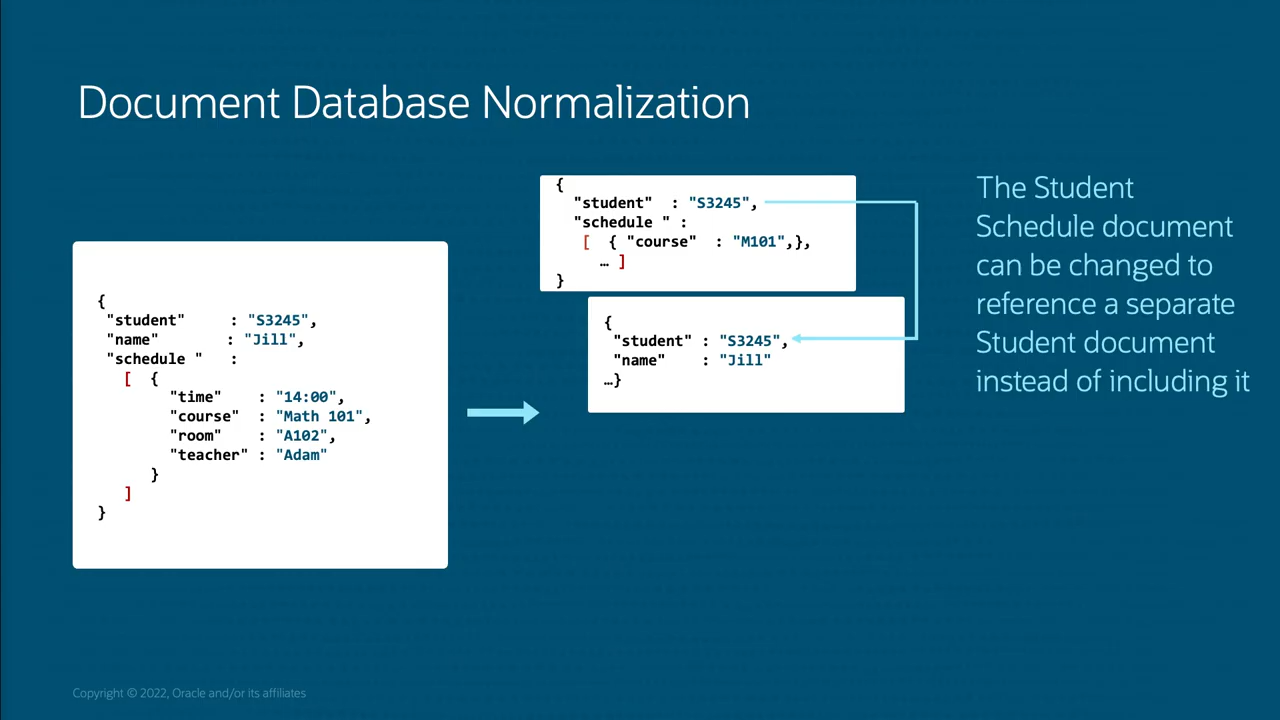 Document Database Normalization
{
"student" : "S3245",
"name" : "Jill",
"schedule " :
[ {
"time" : "14:00",
"course" : "Math 101",
"room" : "A102",
"teacher" : "Adam"
}
]
}
{
"student" : "S3245",
"schedule " :
[ { "course" : "M101",},
… ]
}
{
"student" : "S3245",
"name" : "Jill"
…}
The Student
Schedule document
can be changed to
reference a separate
Student document
instead of including it
Copyright © 2022, Oracle and/or its affiliates